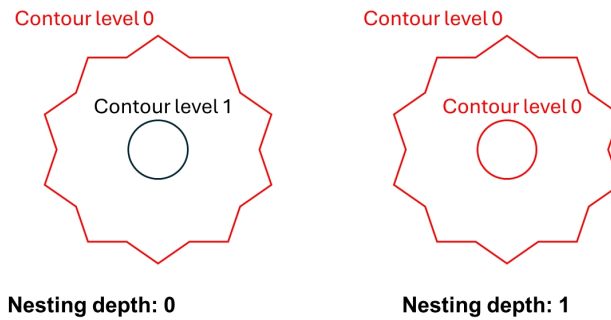 Contour level 0
Contour level 0
Contour level 1
Contour level 0
Nesting depth: 0
Nesting depth: 1